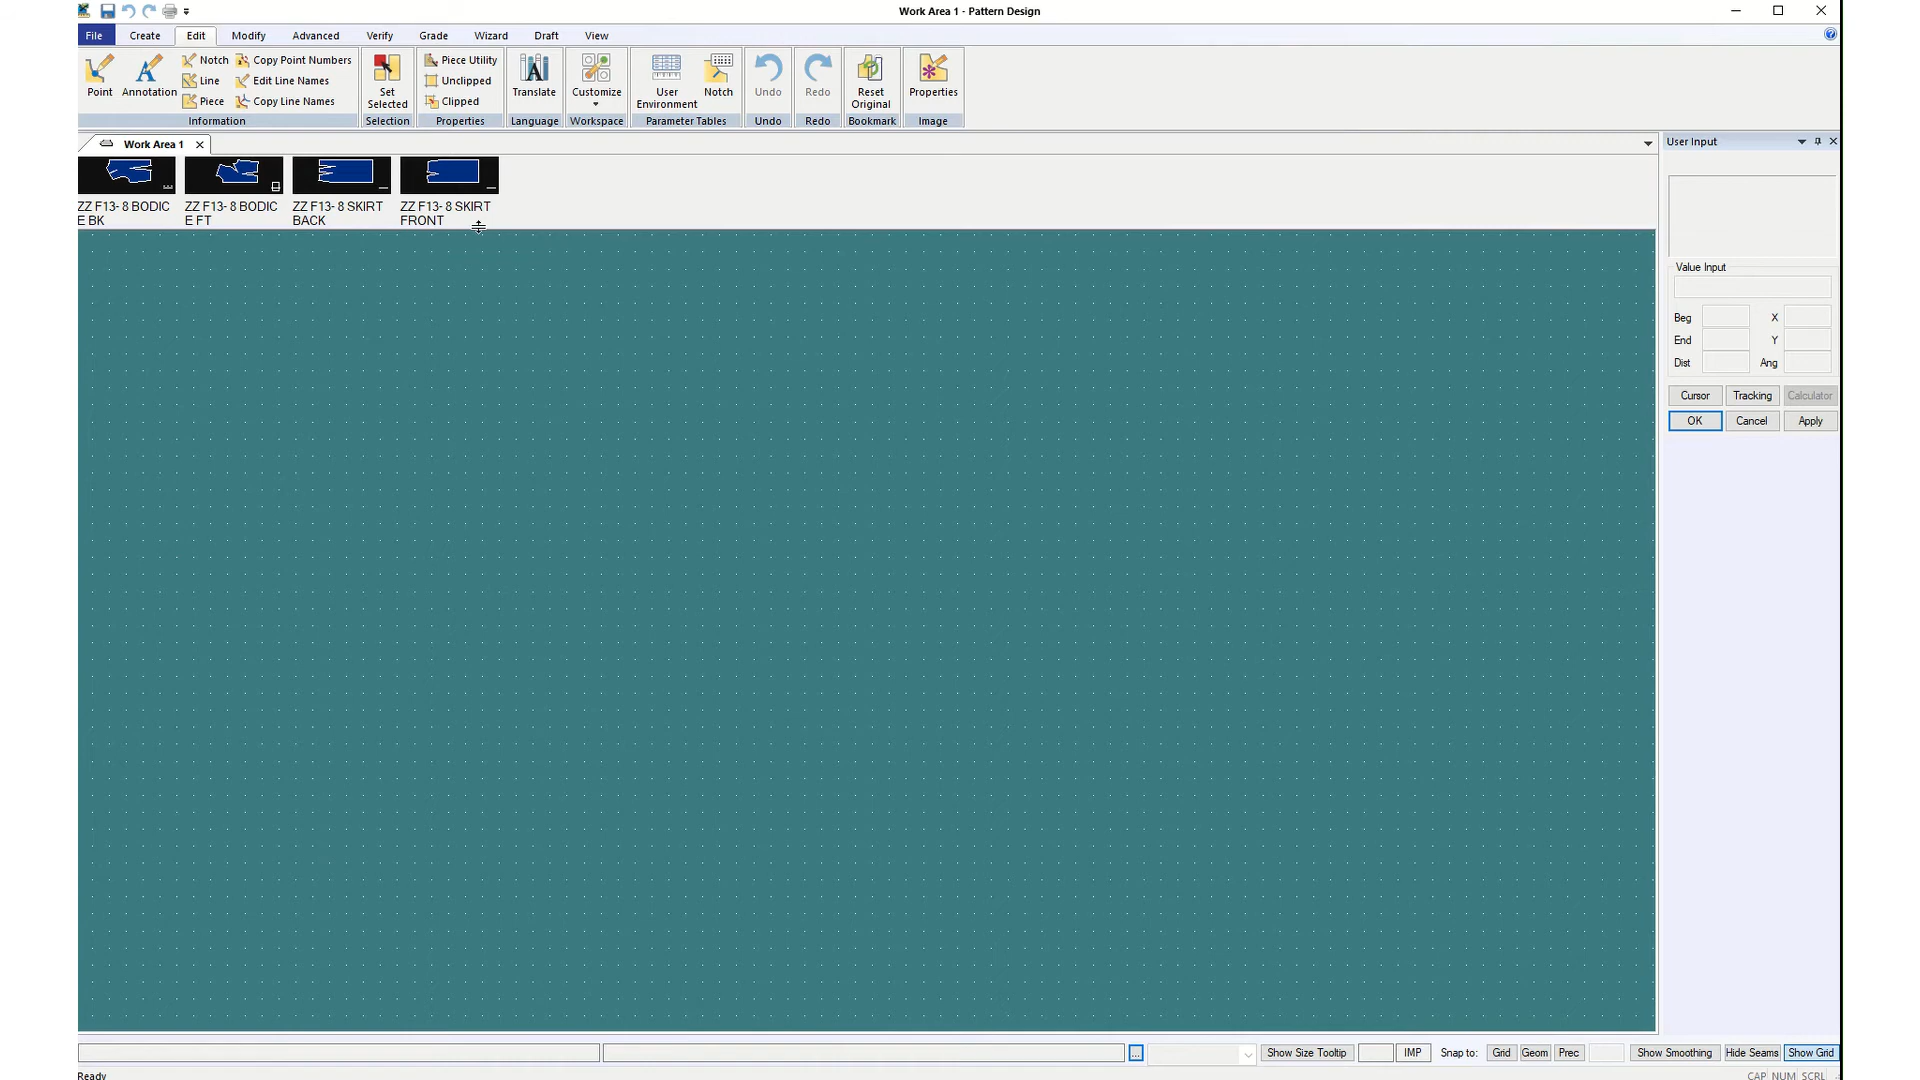 Work Area 1 - Pattern Design
File Create Edit Modify Advanced Verify Grade Wizard Draft View
Point
Annotation
Notch
Line
Piece
Copy Point Numbers
Edit Line Names
Copy Line Names
Information
Set
Selected
Selection
Piece Utility
Unclipped
Clipped
Properties
Translate
Language
Customize
Workspace
User
Environment
Notch
Parameter Tables
Undo
Undo
Redo
Redo
Reset
Original
Bookmark
Properties
Image
Work Area 1
ZZ F13- 8 BODIC
E BK
ZZ F13- 8 BODIC
E FT
ZZ F13- 8 SKIRT
BACK
ZZ F13- 8 SKIRT
FRONT
User Input
Value Input
Beg X
End Y
Dist Ang
Cursor Tracking Calculator
OK Cancel Apply
... Show Size Tooltip IMP Snap to: Grid Geom Prec Show Smoothing Hide Seams Show Grid
Ready CAP NUM SCRL